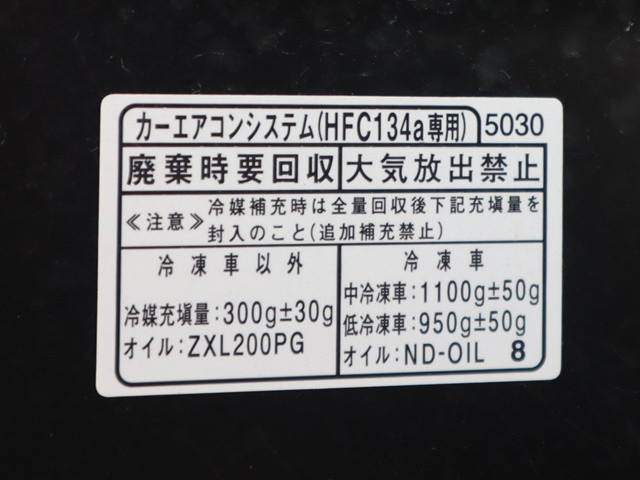 カーエアコンシステム(HFC134a専用) 5030
廃棄時要回収 大気放出禁止
≪注意≫ 冷媒補充時は全量回収後下記充填量を
封入のこと(追加補充禁止)
冷凍車以外
冷媒充填量:300g±30g
オイル:ZXL200PG
冷凍車
中冷凍車:1100g±50g
低冷凍車:950g±50g
オイル:ND-OIL 8